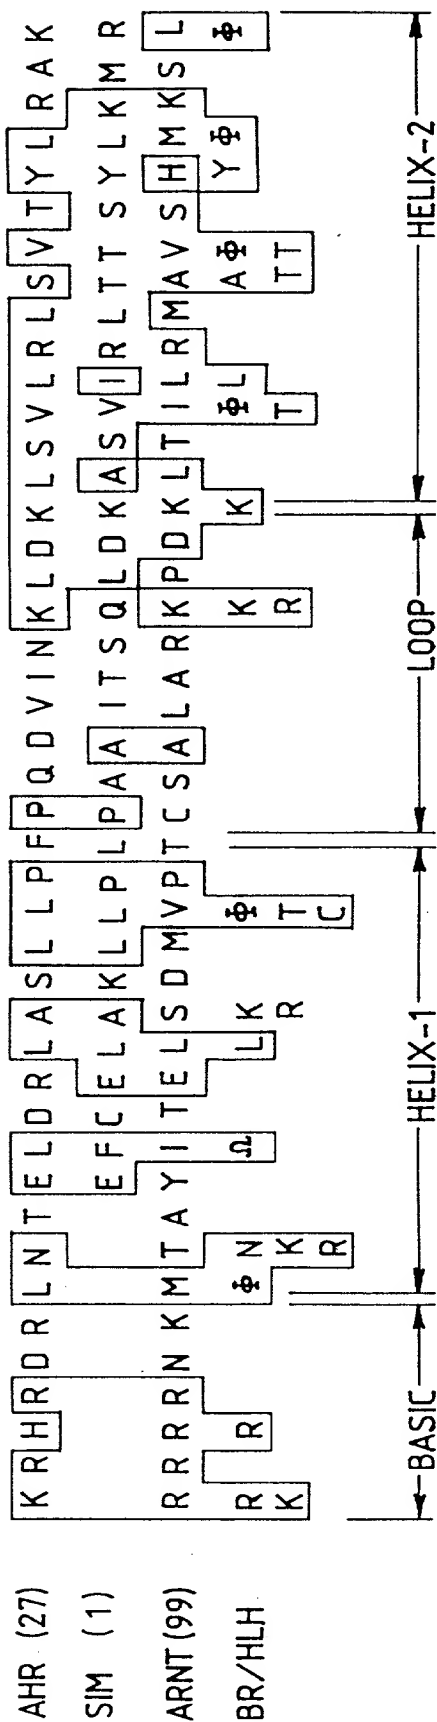 AHR (27) K R H R D R L N T E L D R L A S L L P F P Q D V I N K L D K L S V L R L S V T Y L R A K
SIM (1) E F C E L A K L L P L P A A I T S Q L D K A S V I R L T T S Y L K M R
ARNT (99) R R R R N K M T A Y I T E L S D M V P T C S A L A R K P D K L T I L R M A V S H M K S L
BR/HLH R R Φ N Ω L K Φ K K Φ L A Φ Y Φ Φ
K K R T R T T T
R C
BASIC HELIX-1 LOOP HELIX-2